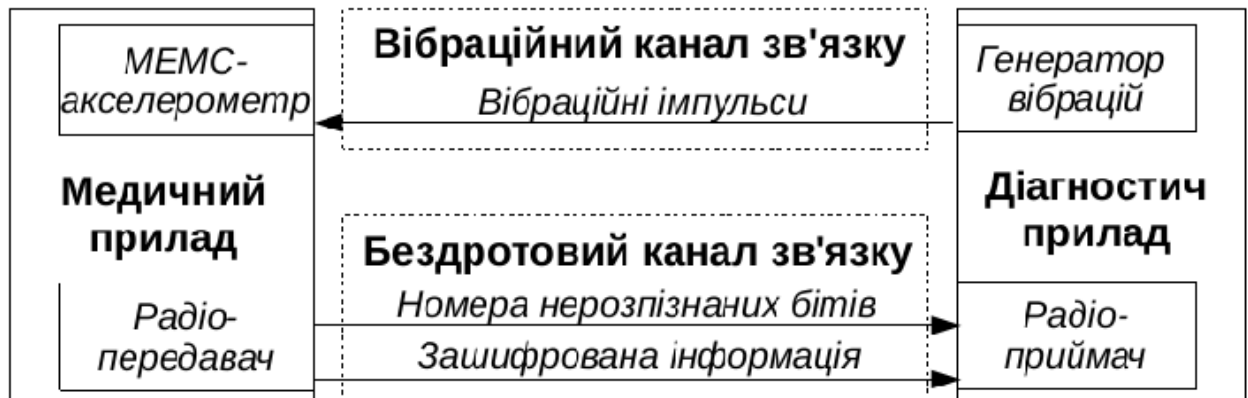 МЕМС-
акселерометр
Вібраційний канал зв'язку
Вібраційні імпульси
Генератор
вібрацій
Медичний
прилад
Діагностич
прилад
Бездротовий канал зв'язку
Номера нерозпізнаних бітів
Зашифрована інформація
Радіо-
передавач
Радіо-
приймач